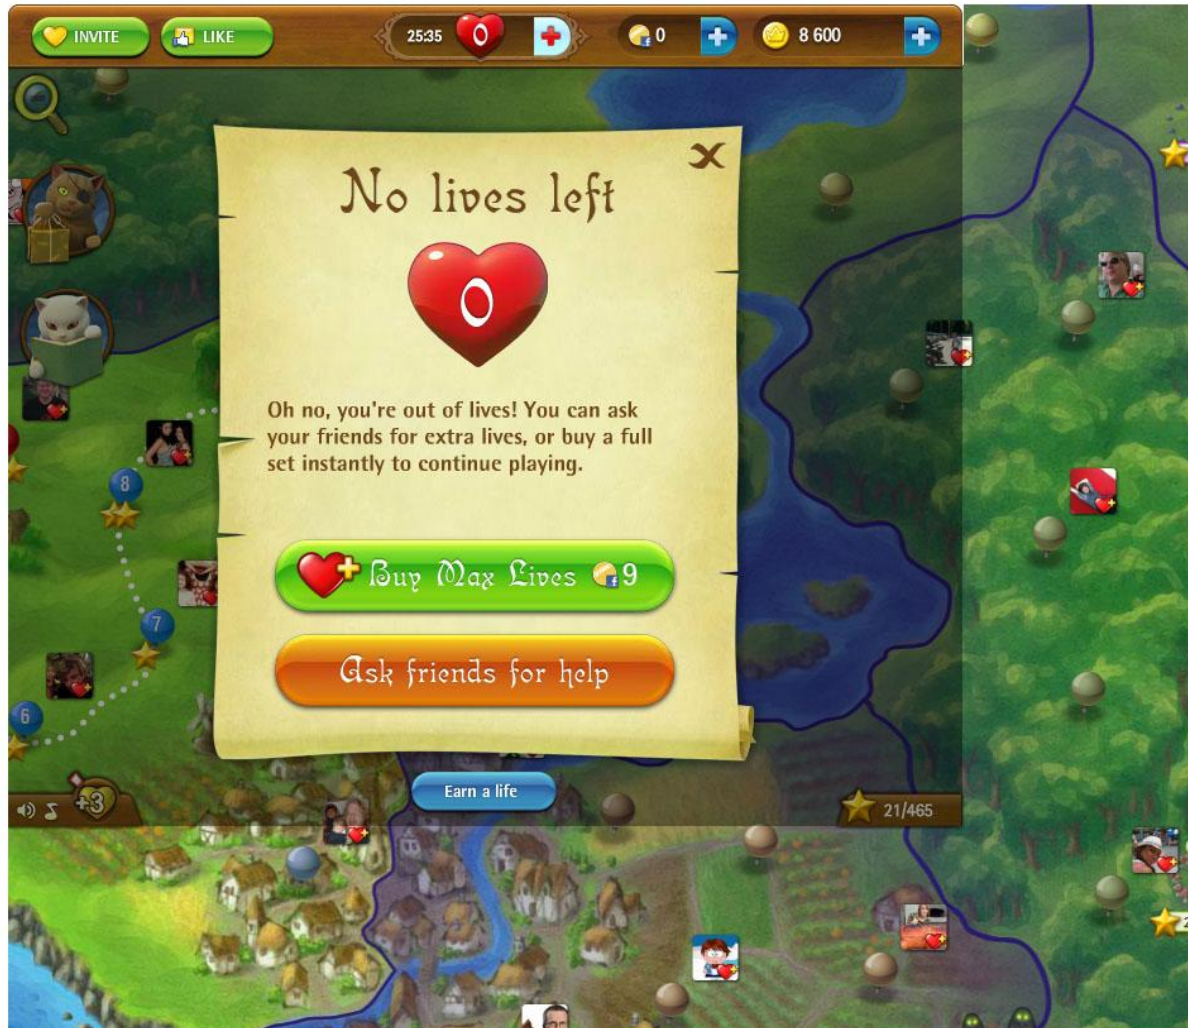 INVITE
LIKE
25:35
0
0
8 600
No lives left
0
Oh no, you're out of lives! You can ask
your friends for extra lives, or buy a full
set instantly to continue playing.
8
Buy Max Lives 9
7
Ask friends for help
6
Earn a life
+3
21/465
2